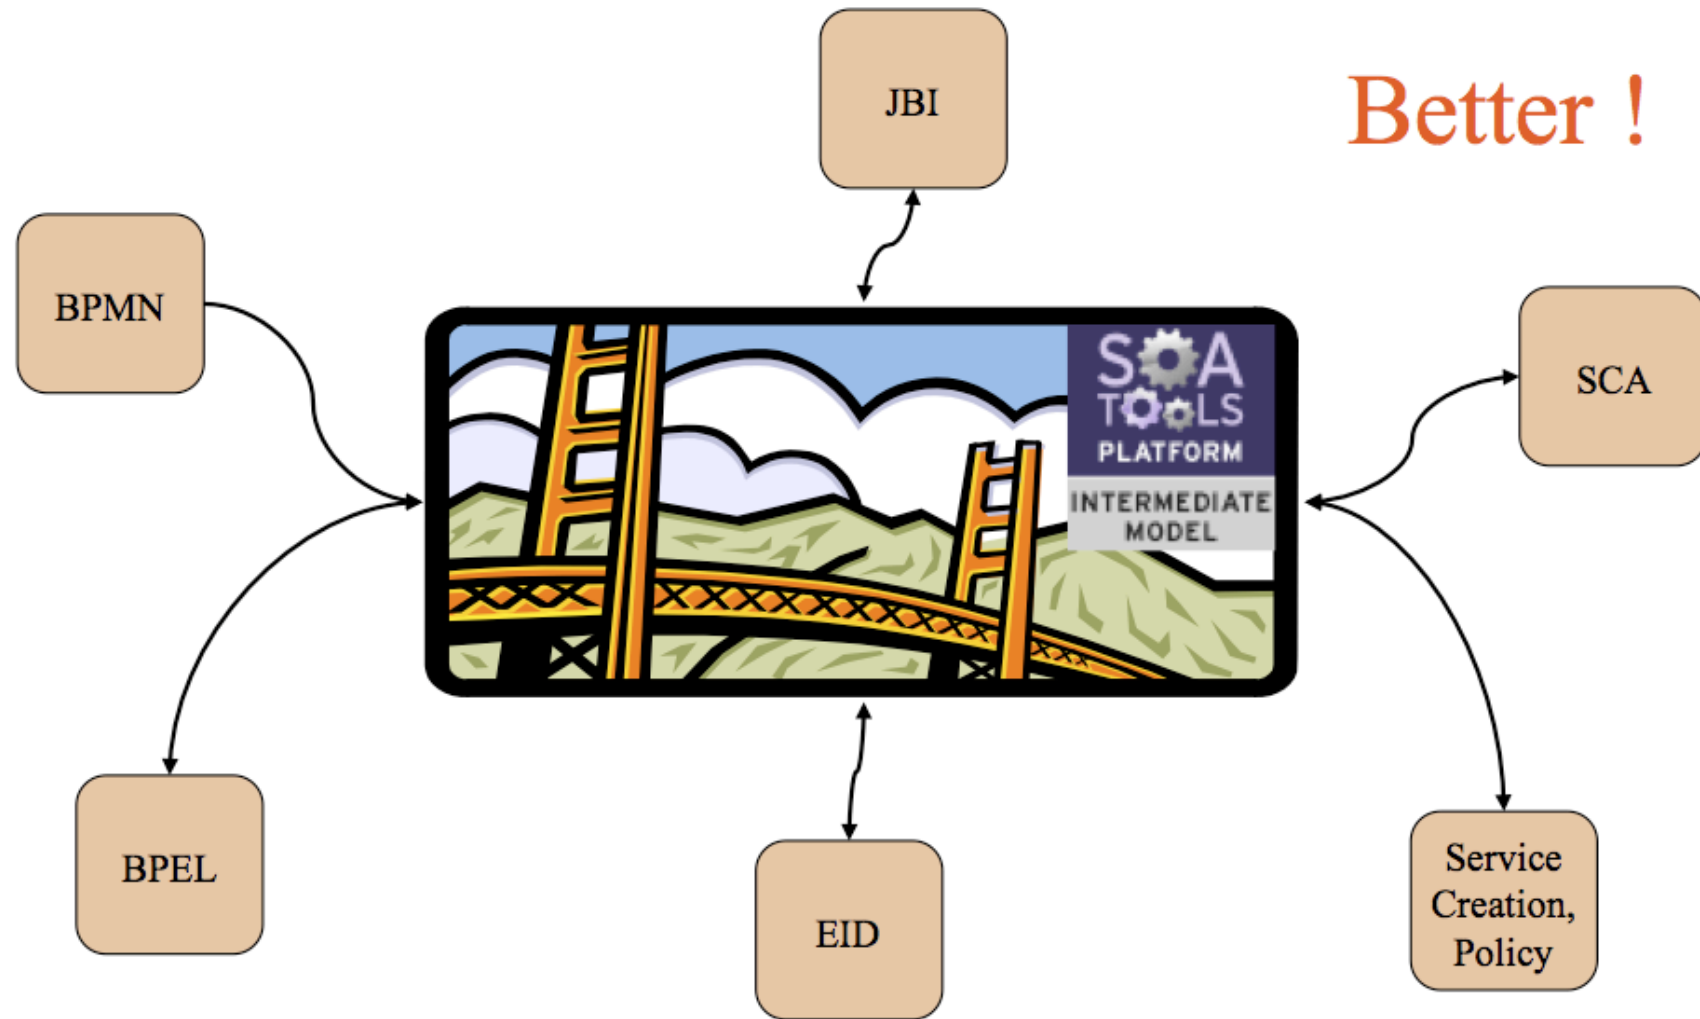 JBI
Better !
BPMN
SOA
TOOLS
PLATFORM
INTERMEDIATE
MODEL
SCA
BPEL
EID
Service
Creation,
Policy